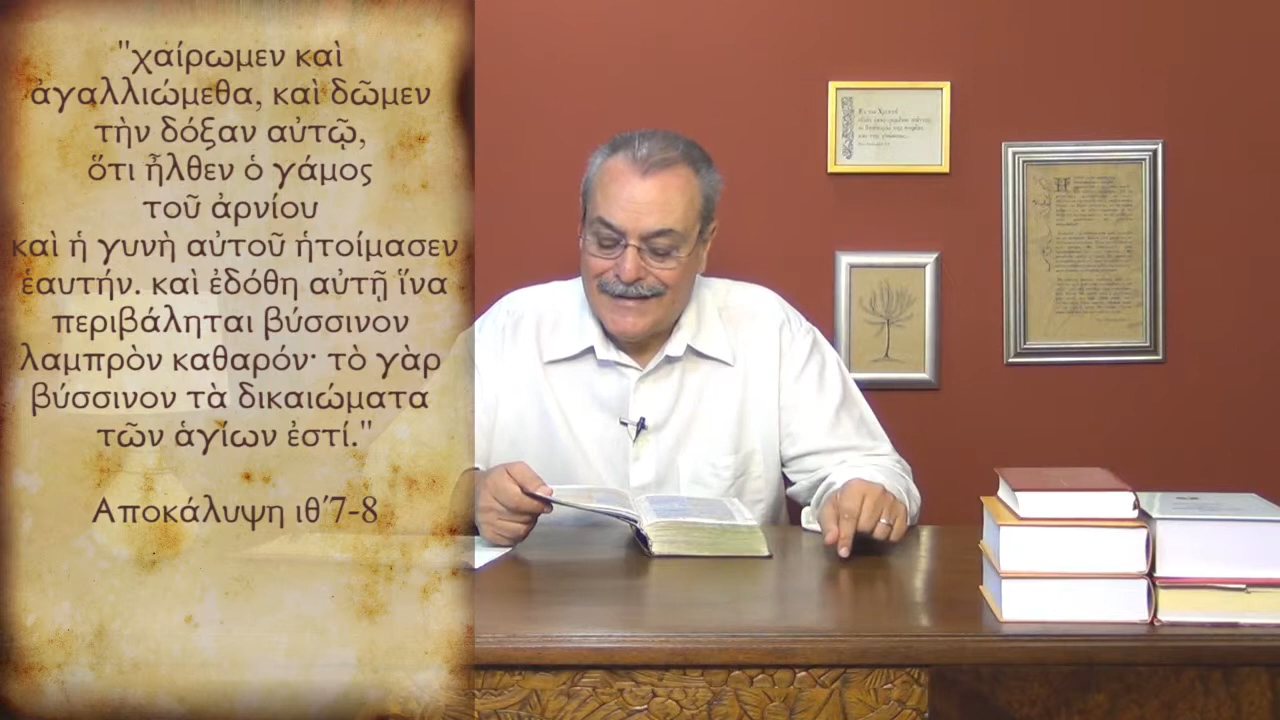 "χαίρωμεν καὶ
ἀγαλλιώμεθα, καὶ δῶμεν
τὴν δόξαν αὐτῷ,
ὅτι ἦλθεν ὁ γάμος
τοῦ ἀρνίου
καὶ ἡ γυνὴ αὐτοῦ ἡτοίμασεν
ἑαυτήν. καὶ ἐδόθη αὐτῇ ἵνα
περιβάληται βύσσινον
λαμπρὸν καθαρόν· τὸ γὰρ
βύσσινον τὰ δικαιώματα
τῶν ἁγίων ἐστί."
Αποκάλυψη ιθ΄7-8